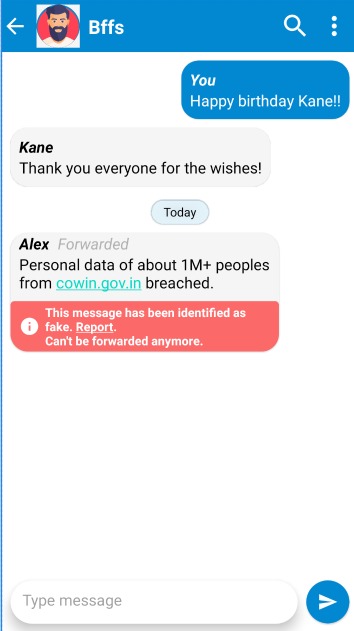 Bffs
You
Happy birthday Kane!!
Kane
Thank you everyone for the wishes!
Today
Alex Forwarded
Personal data of about 1M+ peoples
from cowin.gov.in breached.
This message has been identified as
fake. Report.
Can't be forwarded anymore.
Type message